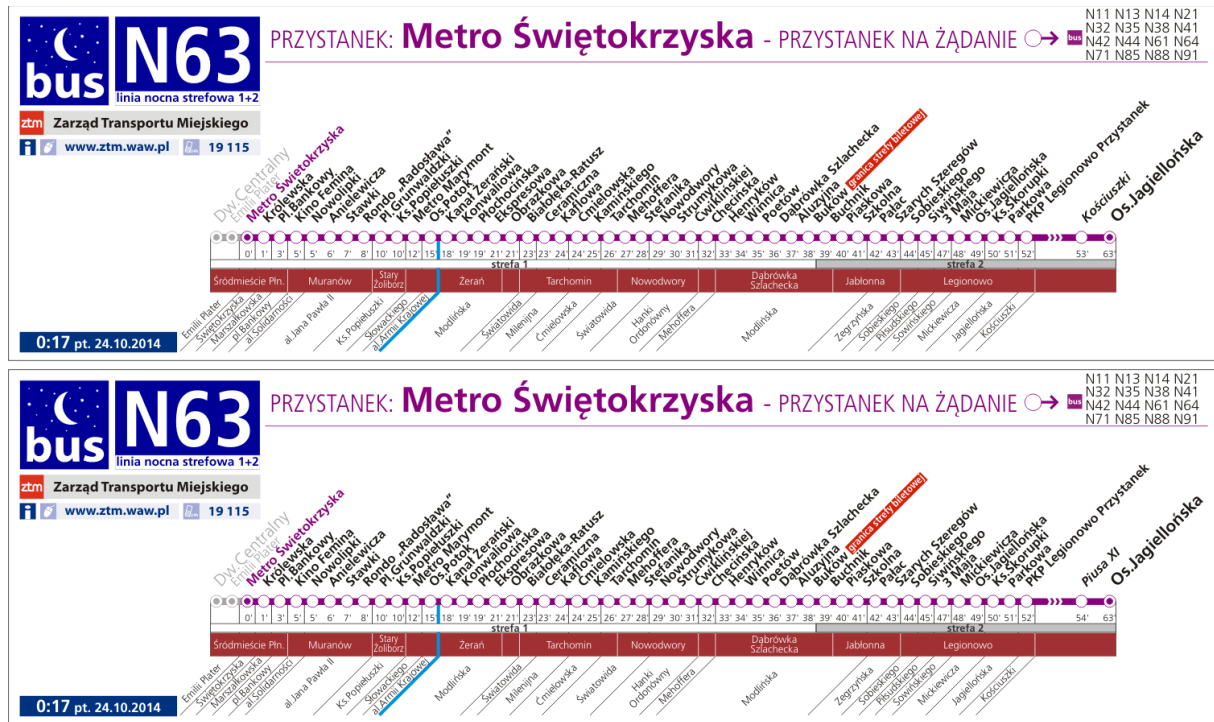 bus
N63
linia nocna strefowa 1+2
ztm Zarząd Transportu Miejskiego
i www.ztm.waw.pl 19 115
PRZYSTANEK: Metro Świętokrzyska - PRZYSTANEK NA ŻĄDANIE
bus
N11 N13 N14 N21
N32 N35 N38 N41
N42 N44 N61 N64
N71 N85 N88 N91
Dw.Centralny
Emilii Plater
Metro Świętokrzyska
Królewska
Pl.Bankowy
Kino Femina
Nowolipki
Anielewicza
Stawki
Rondo „Radosława”
Pl.Grunwaldzki
Ks.Popiełuszki
Metro Marymont
Os.Potok
Kanał Żerański
Płochocińska
Ekspresowa
Obrazkowa
Białołęka-Ratusz
Ceramiczna
Kaflowa
Ćmielowska
Kamińskiego
Tarchomin
Mehoffera
Stefanika
Nowodwory
Strumykowa
Ćwiklińskiej
Chęcińska
Henryków
Winnica
Poetów
Dąbrówka Szlachecka
Aluzyjna
Buków
granica strefy biletowej
Buchnik
Piaskowa
Szkolna
Pałac
Szarych Szeregów
Sobieskiego
Siwińskiego
3 Maja
Mickiewicza
Os.Jagiellońska
Ks.Skorupki
Parkowa
PKP Legionowo Przystanek
Kościuszki
Os.Jagiellońska
0' 1' 3' 5' 5' 6' 7' 8' 10' 10' 12' 15' 18' 19' 19' 21' 21' 23' 23' 24' 24' 25' 25' 26' 27' 28' 29' 30' 31' 32' 33' 34' 35' 36' 37' 38' 39' 40' 41' 42' 44' 45' 46' 47' 48' 49' 50' 51' 52' 53' 63'
strefa 1 strefa 2
Śródmieście Płn. Muranów Stary Żoliborz Żerań Tarchomin Nowodwory Dąbrówka Szlachecka Jabłonna Legionowo
Emilii Plater
Świętokrzyska
Marszałkowska
pl.Bankowy
al.Solidarności
al.Jana Pawła II
Ks.Popiełuszki
Słowackiego
al.Armii Krajowej
Modlińska
Światowida
Milenijna
Ćmielowska
Światowida
Hanki Ordonówny
Mehoffera
Modlińska
Zegrzyńska
Sobieskiego
Piłsudskiego
Sowińskiego
Mickiewicza
Jagiellońska
Kościuszki
0:17 pt. 24.10.2014
bus
N63
linia nocna strefowa 1+2
ztm Zarząd Transportu Miejskiego
i www.ztm.waw.pl 19 115
PRZYSTANEK: Metro Świętokrzyska - PRZYSTANEK NA ŻĄDANIE
bus
N11 N13 N14 N21
N32 N35 N38 N41
N42 N44 N61 N64
N71 N85 N88 N91
Dw.Centralny
Emilii Plater
Metro Świętokrzyska
Królewska
Pl.Bankowy
Kino Femina
Nowolipki
Anielewicza
Stawki
Rondo „Radosława”
Pl.Grunwaldzki
Ks.Popiełuszki
Metro Marymont
Os.Potok
Kanał Żerański
Płochocińska
Ekspresowa
Obrazkowa
Białołęka-Ratusz
Ceramiczna
Kaflowa
Ćmielowska
Kamińskiego
Tarchomin
Mehoffera
Stefanika
Nowodwory
Strumykowa
Ćwiklińskiej
Chęcińska
Henryków
Winnica
Poetów
Dąbrówka Szlachecka
Aluzyjna
Buków
granica strefy biletowej
Buchnik
Piaskowa
Szkolna
Pałac
Szarych Szeregów
Sobieskiego
Siwińskiego
3 Maja
Mickiewicza
Os.Jagiellońska
Ks.Skorupki
Parkowa
PKP Legionowo Przystanek
Piusa XI
Os.Jagiellońska
0' 1' 3' 5' 5' 6' 7' 8' 10' 10' 12' 15' 18' 19' 19' 21' 21' 23' 23' 24' 24' 25' 25' 26' 27' 28' 29' 30' 31' 32' 33' 34' 35' 36' 37' 38' 39' 40' 41' 42' 44' 45' 46' 47' 48' 49' 50' 51' 52' 54' 63'
strefa 1 strefa 2
Śródmieście Płn. Muranów Stary Żoliborz Żerań Tarchomin Nowodwory Dąbrówka Szlachecka Jabłonna Legionowo
Emilii Plater
Świętokrzyska
Marszałkowska
pl.Bankowy
al.Solidarności
al.Jana Pawła II
Ks.Popiełuszki
Słowackiego
al.Armii Krajowej
Modlińska
Światowida
Milenijna
Ćmielowska
Światowida
Hanki Ordonówny
Mehoffera
Modlińska
Zegrzyńska
Sobieskiego
Piłsudskiego
Sowińskiego
Mickiewicza
Jagiellońska
Kościuszki
0:17 pt. 24.10.2014